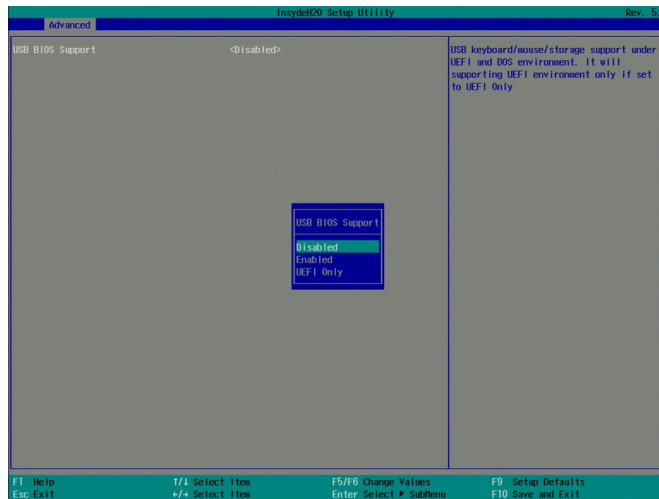 InsydeH20 Setup Utility Rev. 5.
Advanced
USB BIOS Support <Disabled>
USB keyboard/mouse/storage support under
UEFI and DOS environment. It will
supporting UEFI environment only if set
to UEFI Only
USB BIOS Support
Disabled
Enabled
UEFI Only
F1 Help ↑/↓ Select Item F5/F6 Change Values F9 Setup Defaults
Esc Exit ←/→ Select Item Enter Select ▶ SubMenu F10 Save and Exit